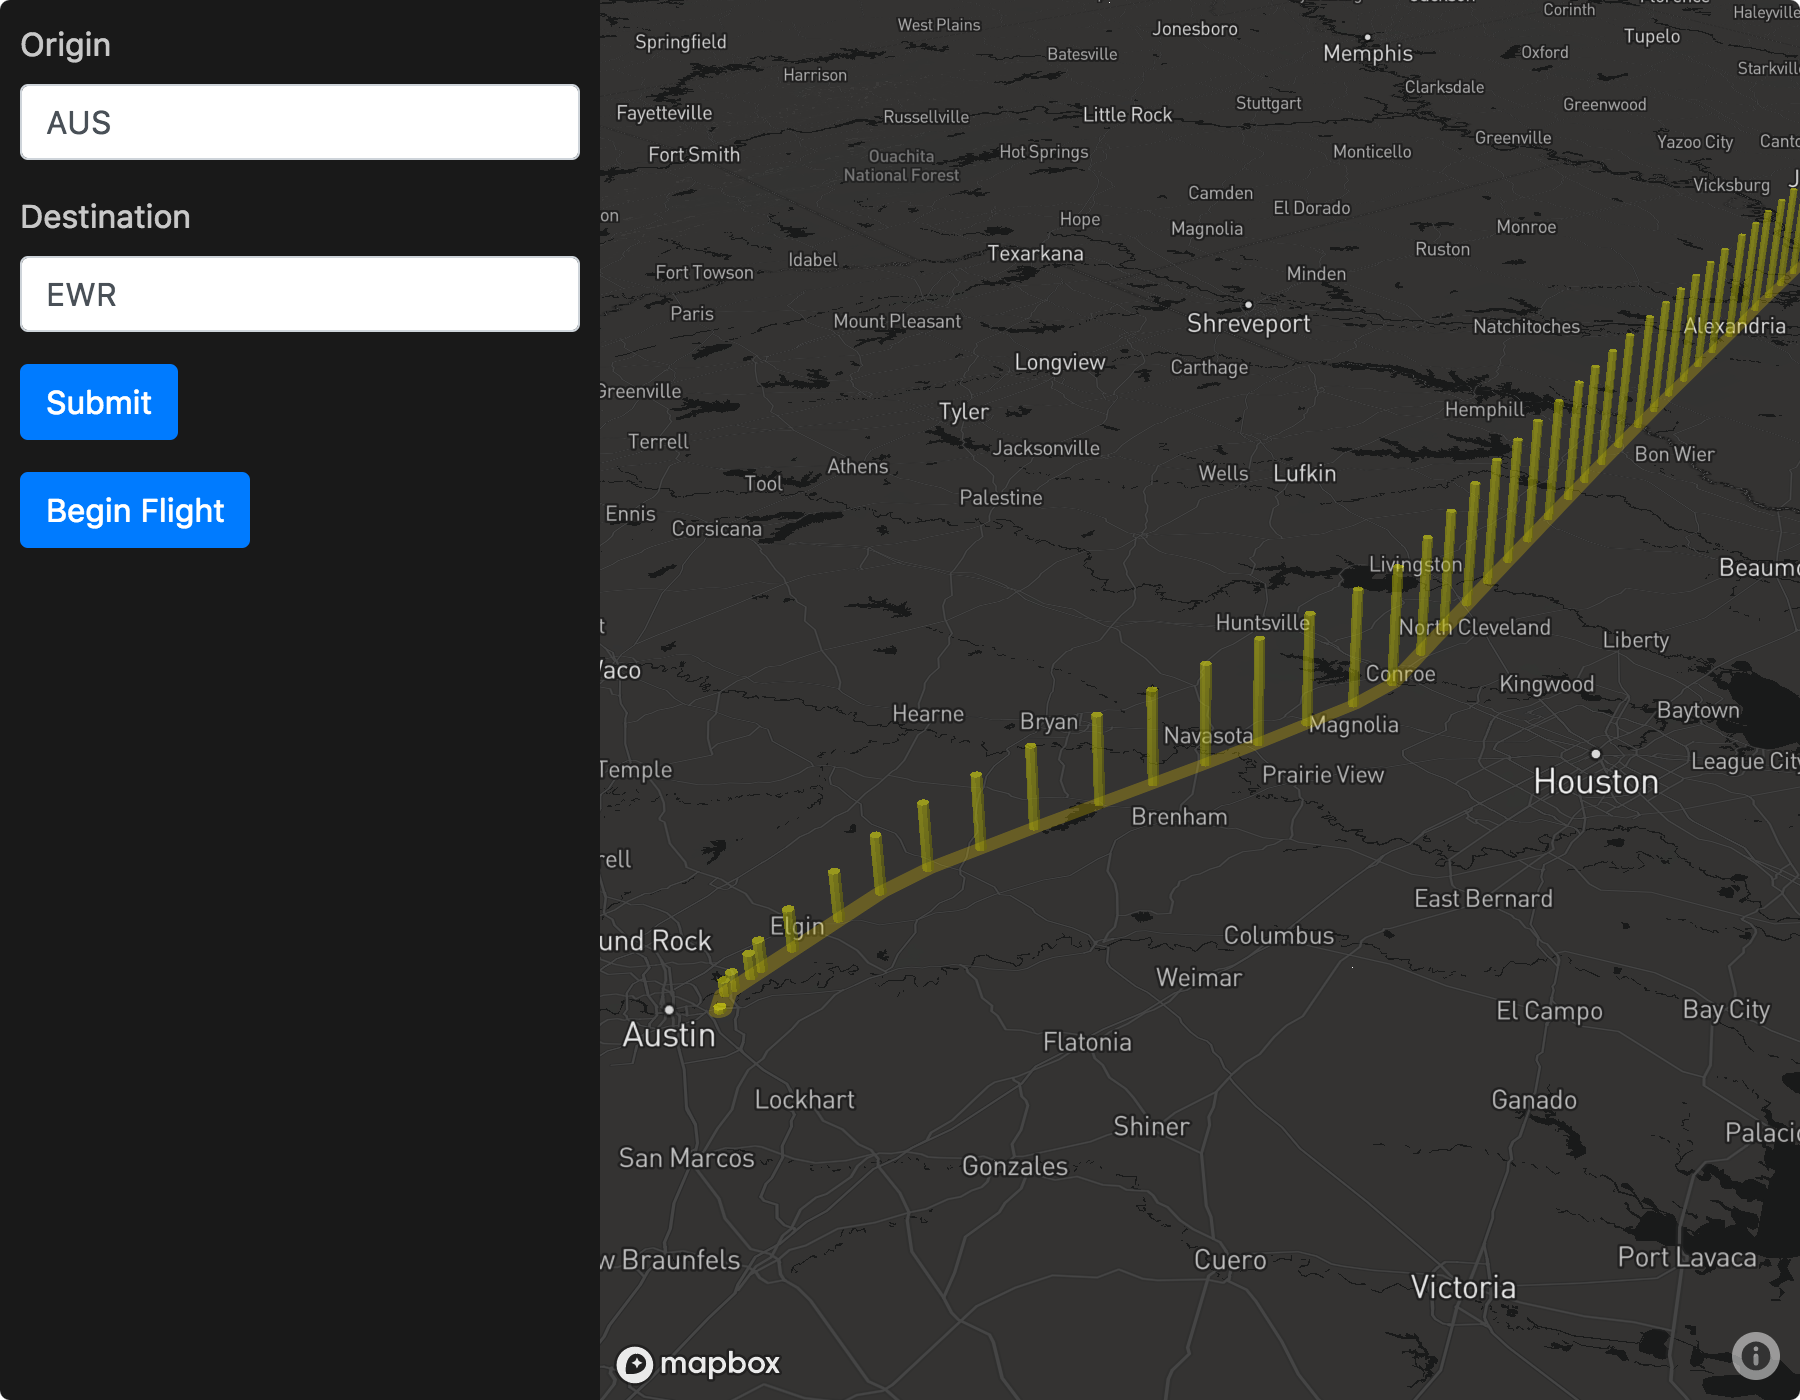 Origin
AUS
Destination
EWR
Submit
Begin Flight
Corinth
Haleyville
West Plains
Jonesboro
Springfield
Memphis
Tupelo
Batesville
Oxford
Harrison
Clarksdale
Stuttgart
Greenwood
Fayetteville
Russellville
Little Rock
Greenville
Yazoo City
Fort Smith
Ouachita
National Forest
Hot Springs
Monticello
Vicksburg
Camden
El Dorado
on
Hope
Magnolia
Monroe
Ruston
Texarkana
Idabel
Fort Towson
Minden
Paris
Mount Pleasant
Shreveport
Natchitoches
Alexandria
Longview
Carthage
Greenville
Tyler
Hemphill
Terrell
Jacksonville
Bon Wier
Athens
Wells
Lufkin
Tool
Palestine
Ennis
Corsicana
Livingston
Beaumo
Huntsville
North Cleveland
Liberty
Waco
Conroe
Kingwood
Hearne
Bryan
Baytown
Navasota
Magnolia
League City
Temple
Prairie View
Houston
Brenham
rell
East Bernard
Elgin
Columbus
und Rock
Weimar
El Campo
Bay City
Austin
Flatonia
Lockhart
Ganado
Shiner
Palacio
San Marcos
Gonzales
w Braunfels
Cuero
Port Lavaca
Victoria
mapbox